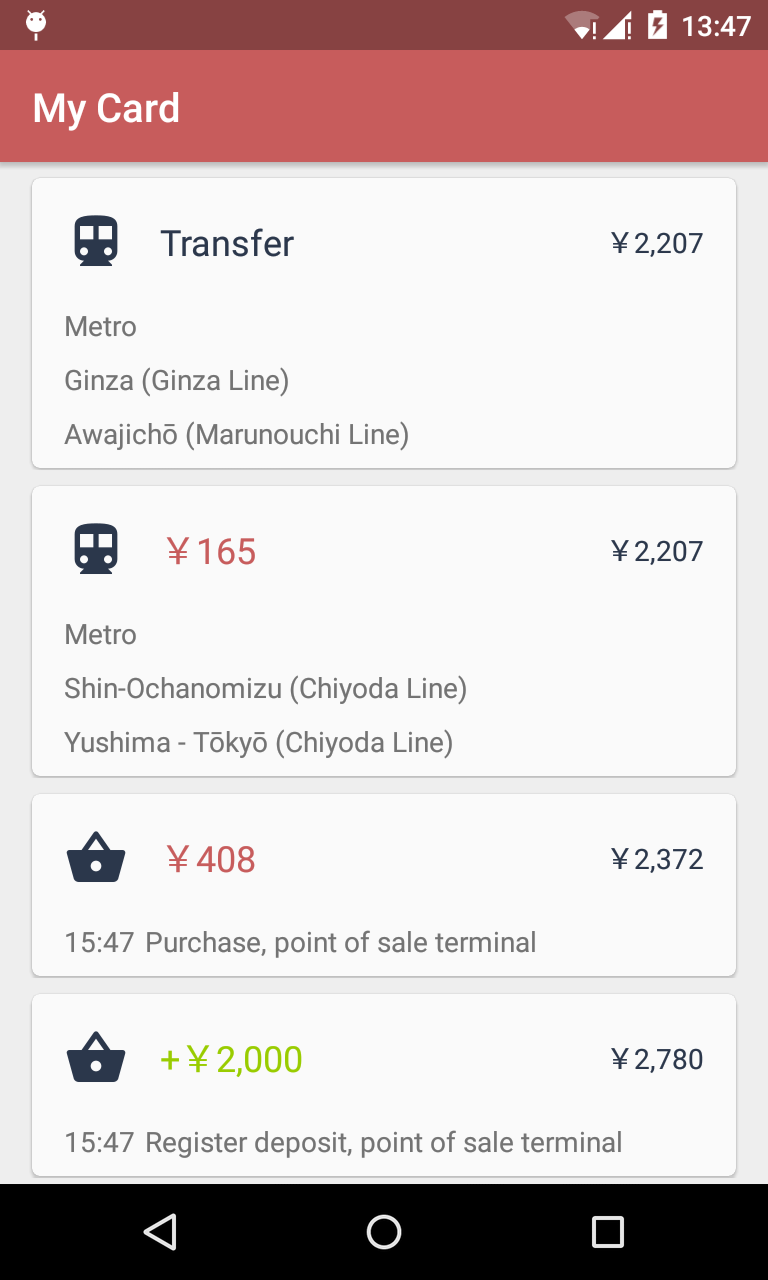 13:47
My Card
Transfer ¥2,207
Metro
Ginza (Ginza Line)
Awajichō (Marunouchi Line)
¥165 ¥2,207
Metro
Shin-Ochanomizu (Chiyoda Line)
Yushima - Tōkyō (Chiyoda Line)
¥408 ¥2,372
15:47 Purchase, point of sale terminal
+¥2,000 ¥2,780
15:47 Register deposit, point of sale terminal